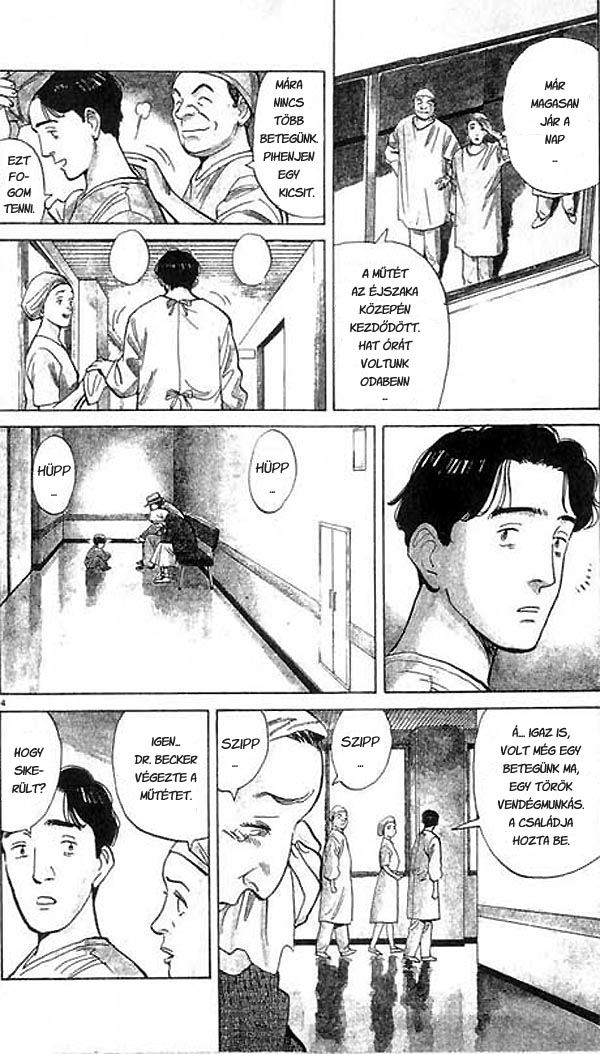 MÁR
MAGASAN
JÁR A
NAP
...
A MŰTÉT
AZ ÉJSZAKA
KÖZEPÉN
KEZDŐDÖTT.
HAT ÓRÁT
VOLTUNK
ODABENN
...
MÁRA
NINCS
TÖBB
BETEGÜNK.
PIHENJEN
EGY
KICSIT.
EZT
FO-
GOM
TENNI.
HÜPP
...
HÜPP
...
4
Á... IGAZ IS,
VOLT MÉG EGY
BETEGÜNK MA,
EGY TÖRÖK
VENDÉGMUNKÁS.
A CSALÁDJA
HOZTA BE.
SZIPP
...
SZIPP
...
IGEN...
DR. BECKER
VÉGEZTE A
MŰTÉTET.
HOGY
SIKE-
RÜLT?